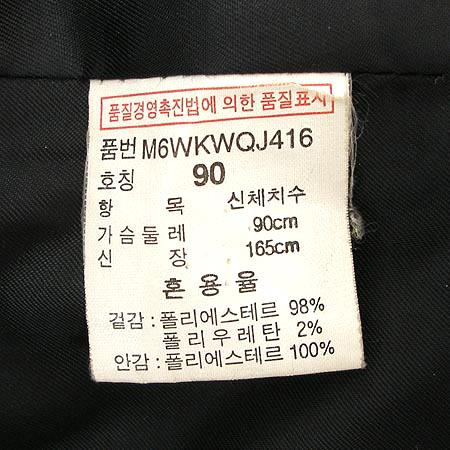 품질경영촉진법에 의한 품질표시
품번 M6WKWQJ416
호칭 90
항 목 신체치수
가슴둘레 90cm
신 장 165cm
혼용율
겉감 : 폴리에스테르 98%
폴리우레탄 2%
안감 : 폴리에스테르 100%